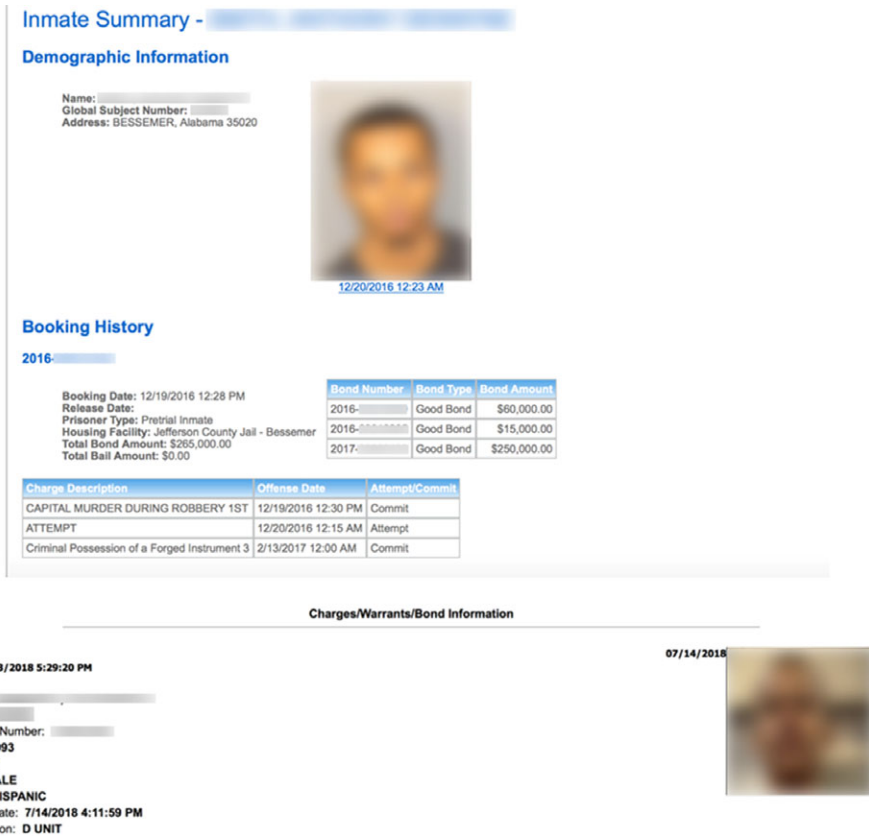 Inmate Summary -
Demographic Information
Name:
Global Subject Number:
Address: BESSEMER, Alabama 35020
12/20/2016 12:23 AM
Booking History
2016-
Booking Date: 12/19/2016 12:28 PM
Release Date:
Prisoner Type: Pretrial Inmate
Housing Facility: Jefferson County Jail - Bessemer
Total Bond Amount: $265,000.00
Total Bail Amount: $0.00
Bond Number Bond Type Bond Amount
2016- Good Bond $60,000.00
2016- Good Bond $15,000.00
2017- Good Bond $250,000.00
Charge Description Offense Date Attempt/Commit
CAPITAL MURDER DURING ROBBERY 1ST 12/19/2016 12:30 PM Commit
ATTEMPT 12/20/2016 12:15 AM Attempt
Criminal Possession of a Forged Instrument 3 2/13/2017 12:00 AM Commit
Charges/Warrants/Bond Information
07/14/2018
3/2018 5:29:20 PM
Number:
93
LE
ISPANIC
ate: 7/14/2018 4:11:59 PM
on: D UNIT